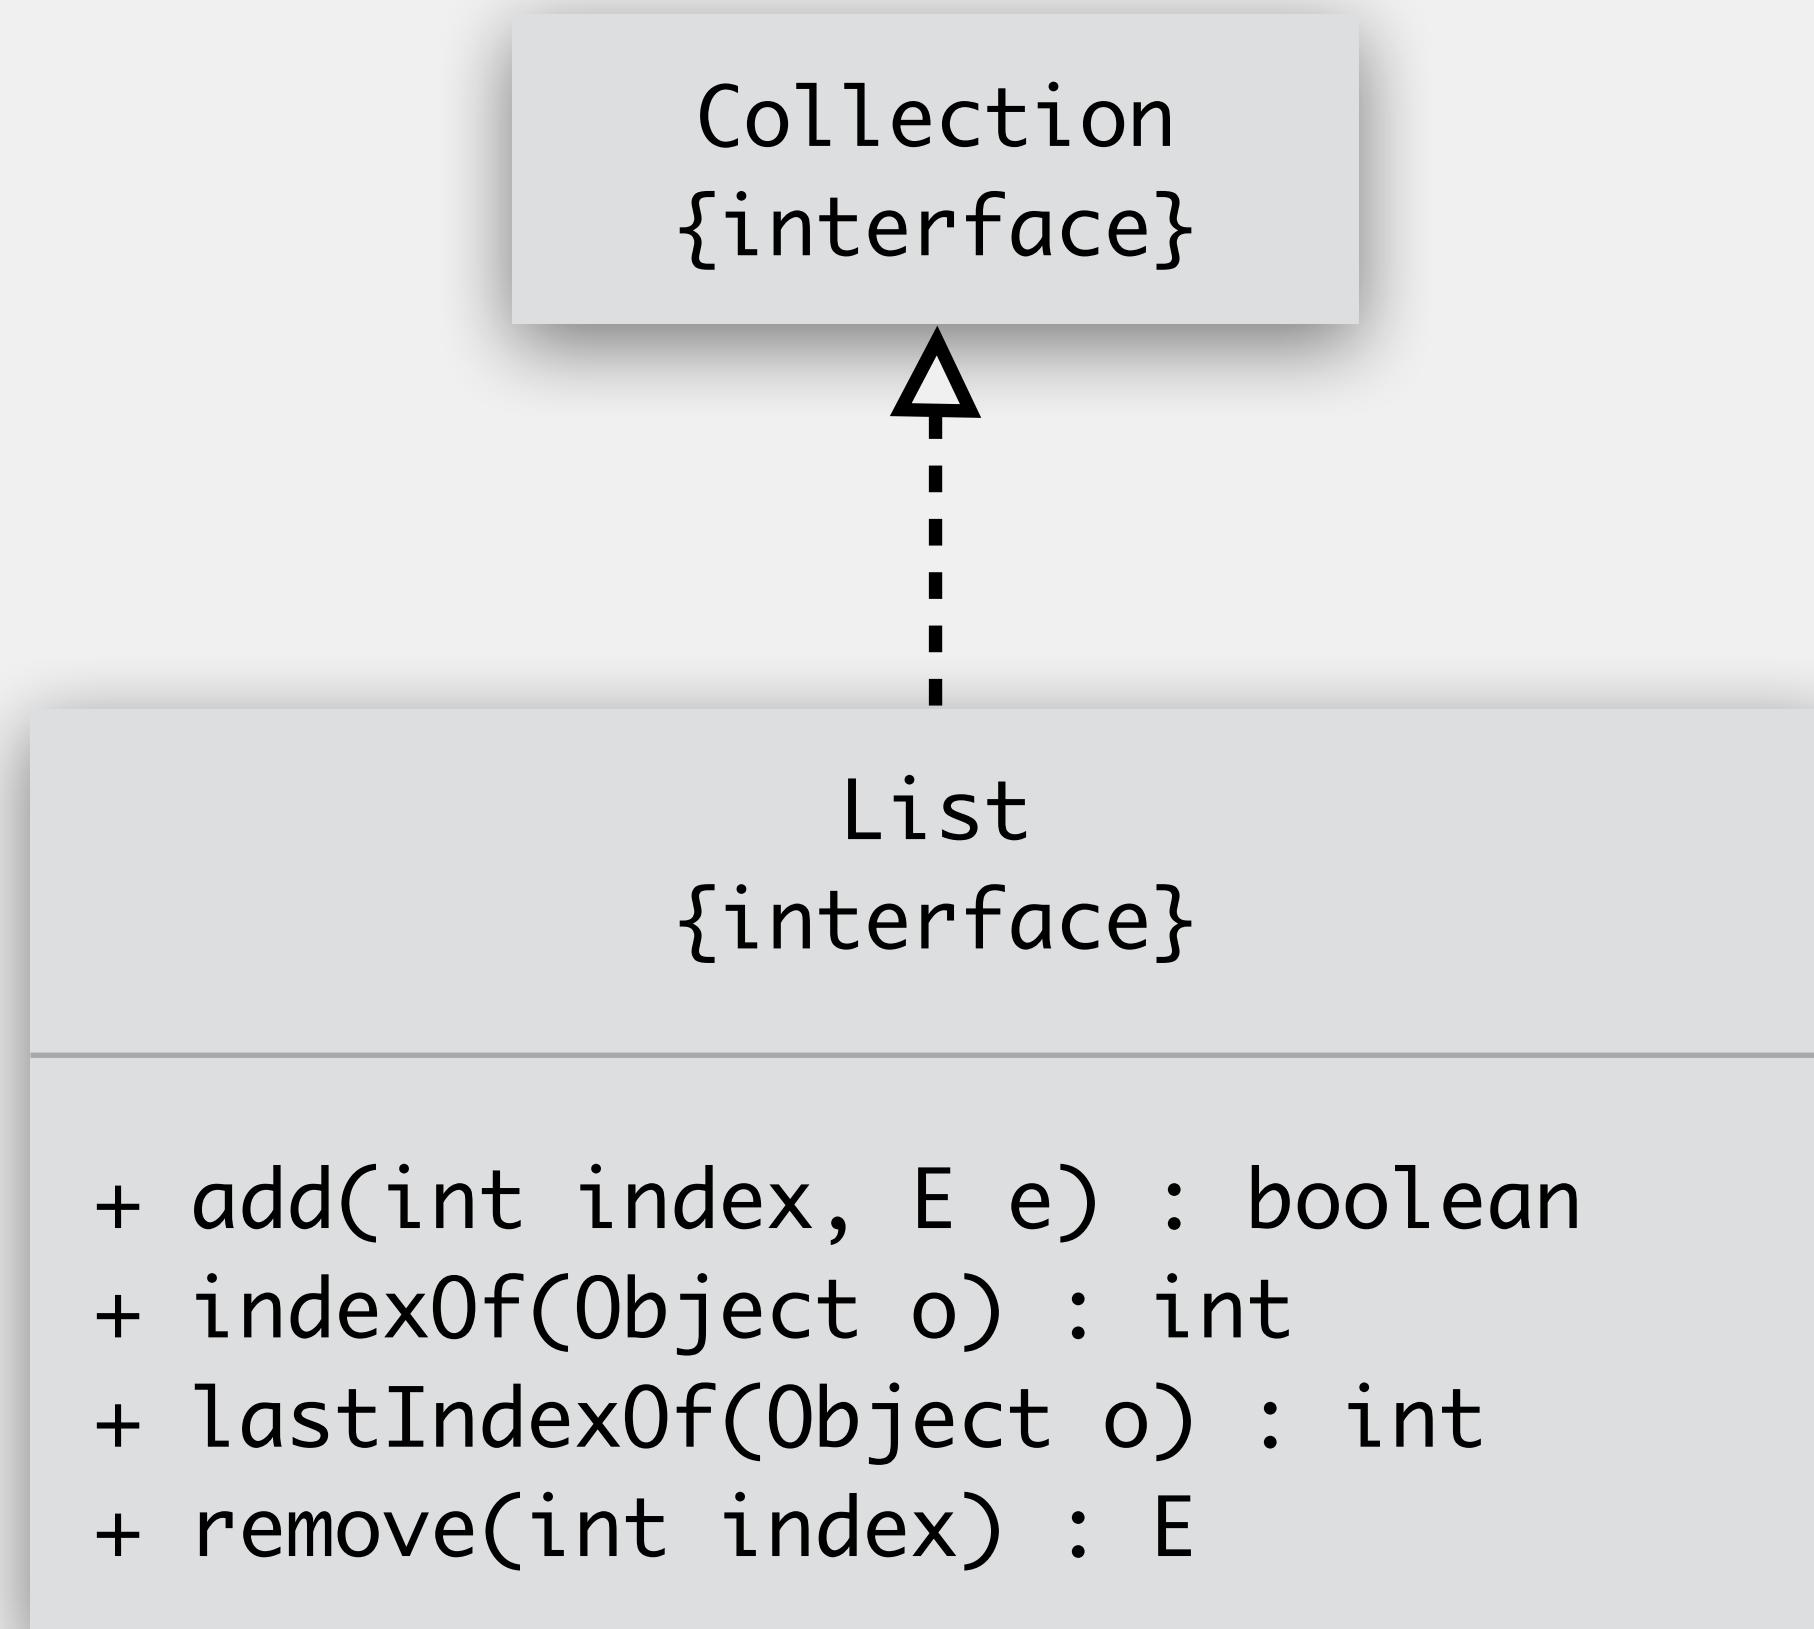 Collection
{interface}
List
{interface}
+ add(int index, E e) : boolean
+ indexOf(Object o) : int
+ lastIndexOf(Object o) : int
+ remove(int index) : E